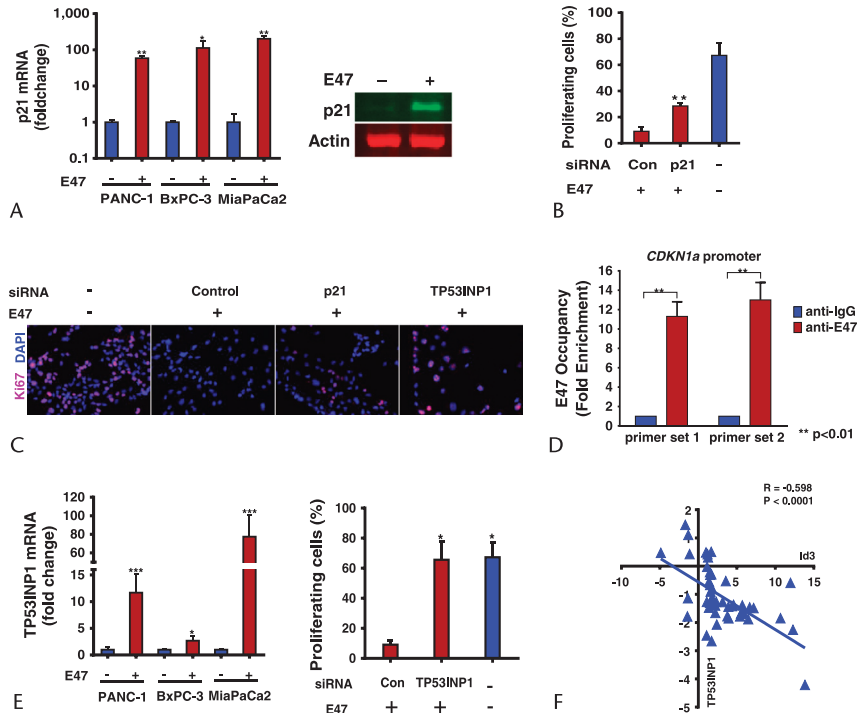 A
p21 mRNA
(foldchange)
1,000
100
10
1
0.1
E47
- + - + - +
PANC-1 BxPC-3 MiaPaCa2
** * **
E47 – +
p21
Actin
B
Proliferating cells (%)
80
60
40
20
0
**
siRNA Con p21 -
E47 + + -
C
siRNA - Control p21 TP53INP1
E47 - + + +
Ki67 DAPI
D
CDKN1a promoter
E47 Occupancy
(Fold Enrichment)
16
14
12
10
8
6
4
2
0
** **
primer set 1 primer set 2
anti-IgG
anti-E47
** p<0.01
E
TP53INP1 mRNA
(fold change)
120
100
80
60
40
20
15
10
5
0
*** * ***
E47 - + - + - +
PANC-1 BxPC-3 MiaPaCa2
Proliferating cells (%)
100
80
60
40
20
0
* *
siRNA Con TP53INP1 -
E47 + + -
F
R = -0.598
P < 0.0001
2
1
Id3
-10 -5 0 5 10 15
-1
-2
-3
-4
-5
TP53INP1